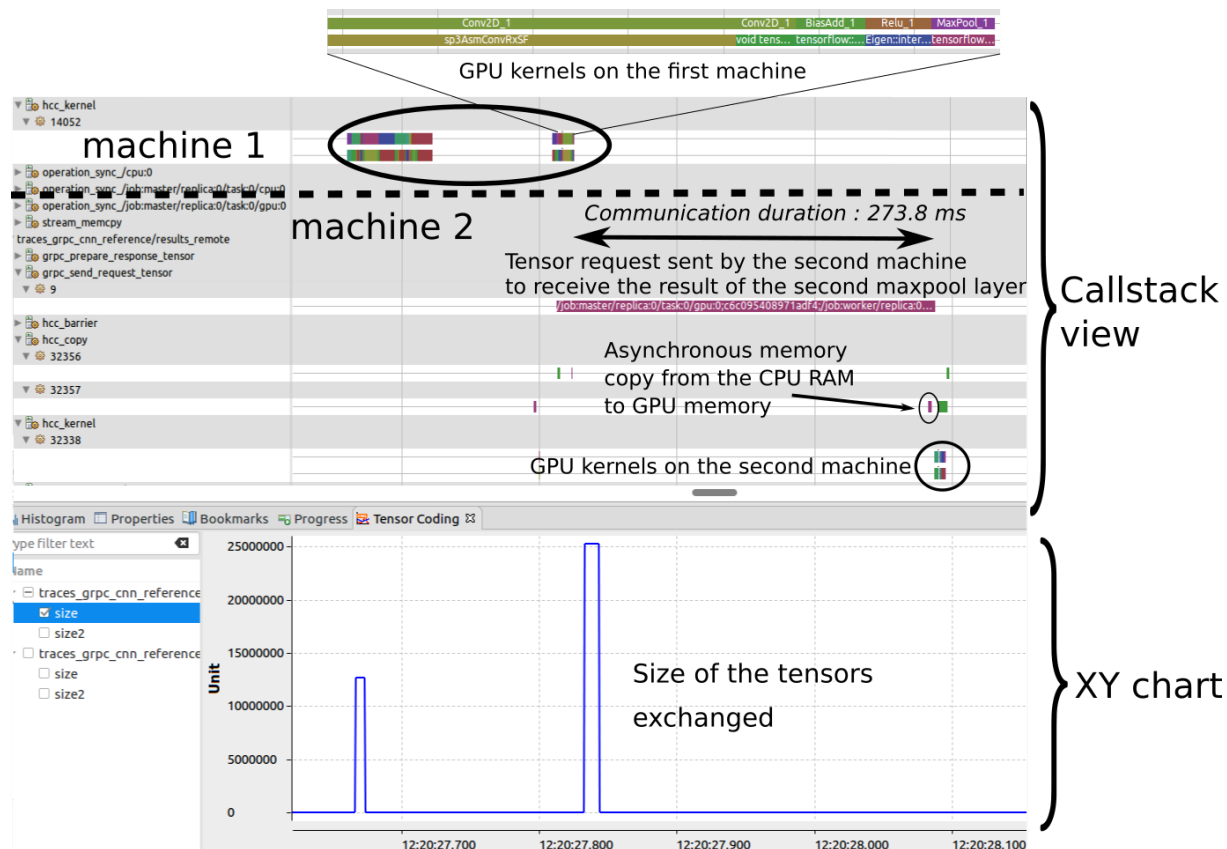 Conv2D_1 Conv2D_1 BiasAdd_1 Relu_1 MaxPool_1
sp3AsmConvRxSF void tens... tensorflow::... Eigen::inter... tensorflow...
GPU kernels on the first machine
hcc_kernel
14052
machine 1
operation_sync_/cpu:0
operation_sync_/job:master/replica:0/task:0/cpu:0
operation_sync_/job:master/replica:0/task:0/gpu:0
machine 2
Communication duration : 273.8 ms
stream_memcpy
traces_grpc_cnn_reference/results_remote
grpc_prepare_response_tensor
grpc_send_request_tensor
9
Tensor request sent by the second machine
to receive the result of the second maxpool layer
/job:master/replica:0/task:0/gpu:0;c6c095408971adf4;/job:worker/replica:0...
hcc_barrier
hcc_copy
32356
32357
Asynchronous memory
copy from the CPU RAM
to GPU memory
hcc_kernel
32338
GPU kernels on the second machine
Callstack
view
Histogram Properties Bookmarks Progress Tensor Coding
ype filter text
Name
traces_grpc_cnn_reference
size
size2
traces_grpc_cnn_reference
size
size2
Unit
25000000
20000000
15000000
10000000
5000000
0
Size of the tensors
exchanged
XY chart
12:20:27.700 12:20:27.800 12:20:27.900 12:20:28.000 12:20:28.100